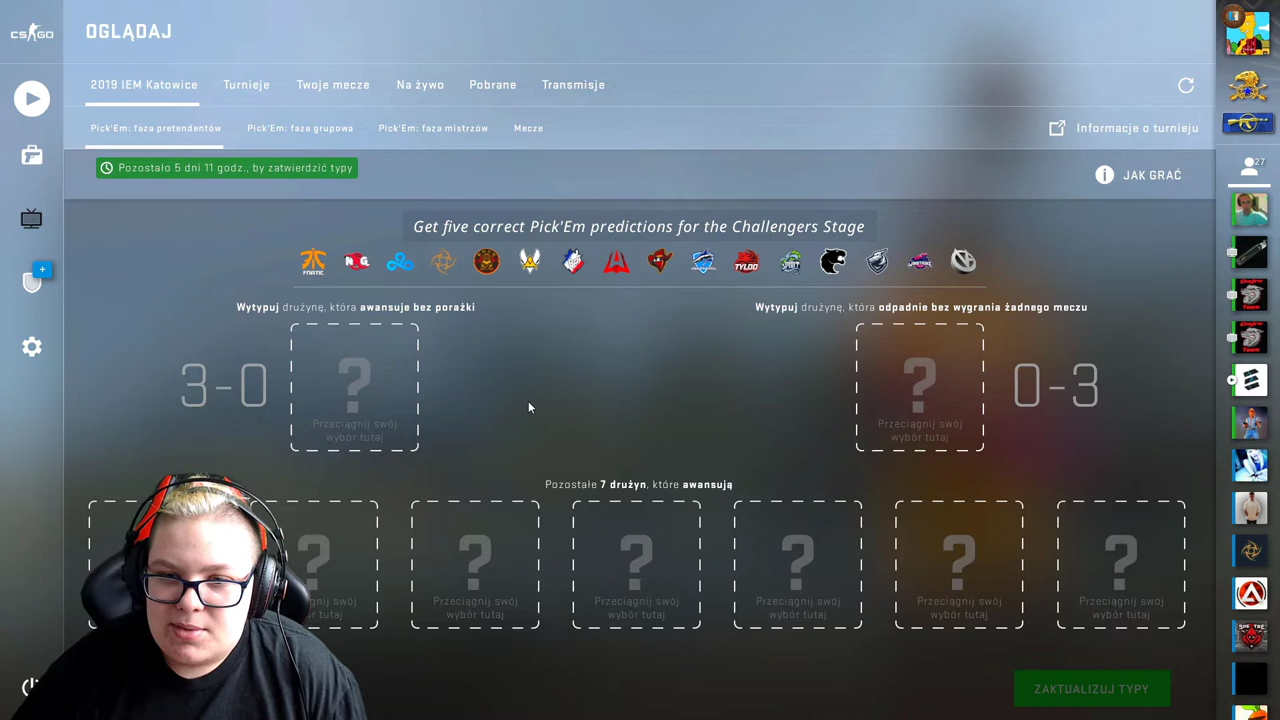 CS:GO
OGLĄDAJ
2019 IEM Katowice
Turnieje
Twoje mecze
Na żywo
Pobrane
Transmisje
Pick'Em: faza pretendentów
Pick'Em: faza grupowa
Pick'Em: faza mistrzów
Mecze
Informacje o turnieju
Pozostało 5 dni 11 godz., by zatwierdzić typy
JAK GRAĆ
27
Get five correct Pick'Em predictions for the Challengers Stage
FNATIC
TYLOO
Wytypuj drużynę, która awansuje bez porażki
Wytypuj drużynę, która odpadnie bez wygrania żadnego meczu
3-0
?
Przeciągnij swój
wybór tutaj
?
Przeciągnij swój
wybór tutaj
0-3
Pozostałe 7 drużyn, które awansują
?
?
?
?
?
?
gnij swój
Przeciągnij swój
Przeciągnij swój
Przeciągnij swój
Przeciągnij swój
Przeciągnij swój
tutaj
wybór tutaj
wybór tutaj
wybór tutaj
wybór tutaj
wybór tutaj
ZAKTUALIZUJ TYPY